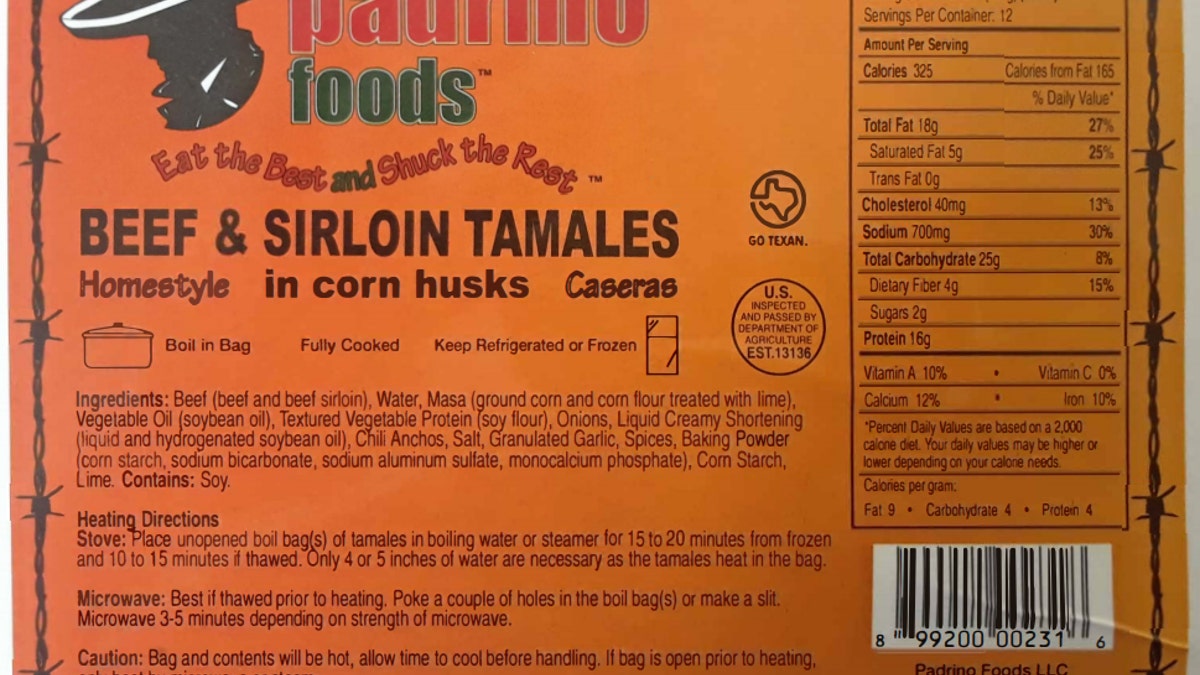 padrino
foods™
Eat the Best and Shuck the Rest ™
BEEF & SIRLOIN TAMALES
Homestyle in corn husks Caseras
Boil in Bag Fully Cooked Keep Refrigerated or Frozen
GO TEXAN.
U.S.
INSPECTED
AND PASSED BY
DEPARTMENT OF
AGRICULTURE
EST.13136
Ingredients: Beef (beef and beef sirloin), Water, Masa (ground corn and corn flour treated with lime),
Vegetable Oil (soybean oil), Textured Vegetable Protein (soy flour), Onions, Liquid Creamy Shortening
(liquid and hydrogenated soybean oil), Chili Anchos, Salt, Granulated Garlic, Spices, Baking Powder
(corn starch, sodium bicarbonate, sodium aluminum sulfate, monocalcium phosphate), Corn Starch,
Lime. Contains: Soy.
Heating Directions
Stove: Place unopened boil bag(s) of tamales in boiling water or steamer for 15 to 20 minutes from frozen
and 10 to 15 minutes if thawed. Only 4 or 5 inches of water are necessary as the tamales heat in the bag.
Microwave: Best if thawed prior to heating. Poke a couple of holes in the boil bag(s) or make a slit.
Microwave 3-5 minutes depending on strength of microwave.
Caution: Bag and contents will be hot, allow time to cool before handling. If bag is open prior to heating,
Servings Per Container: 12
Amount Per Serving
Calories 325 Calories from Fat 165
% Daily Value*
Total Fat 18g 27%
Saturated Fat 5g 25%
Trans Fat 0g
Cholesterol 40mg 13%
Sodium 700mg 30%
Total Carbohydrate 25g 8%
Dietary Fiber 4g 15%
Sugars 2g
Protein 16g
Vitamin A 10% • Vitamin C 0%
Calcium 12% • Iron 10%
*Percent Daily Values are based on a 2,000
calorie diet. Your daily values may be higher or
lower depending on your calorie needs.
Calories per gram:
Fat 9 • Carbohydrate 4 • Protein 4
8 99200 00231 6
Padrino Foods LLC